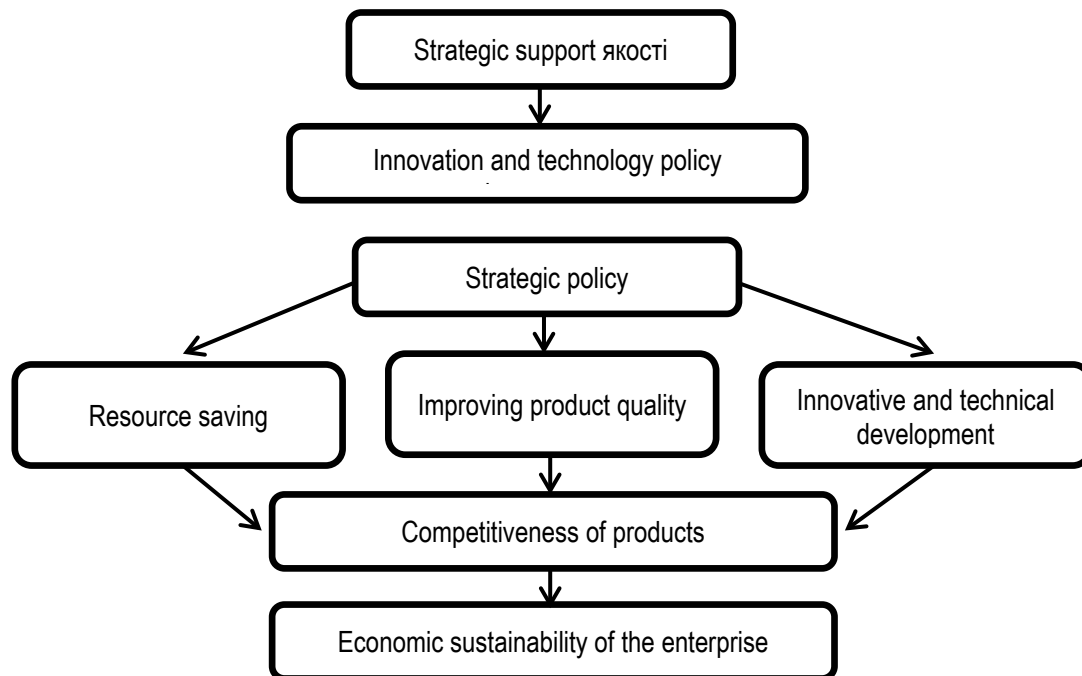 Strategic support якості
Innovation and technology policy
Strategic policy
Resource saving
Improving product quality
Innovative and technical
development
Competitiveness of products
Economic sustainability of the enterprise